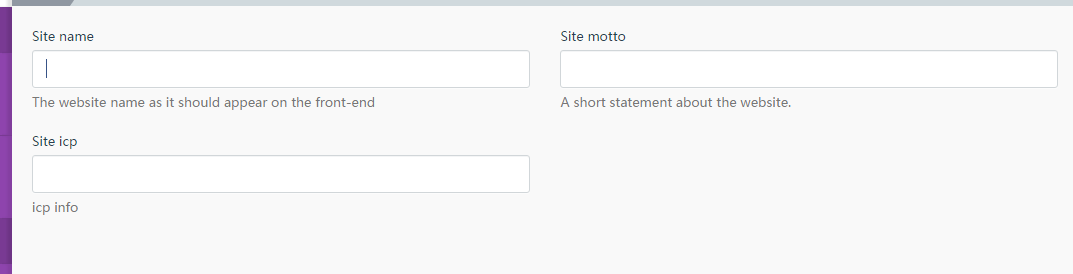 Site name
Site motto
The website name as it should appear on the front-end
A short statement about the website.
Site icp
icp info